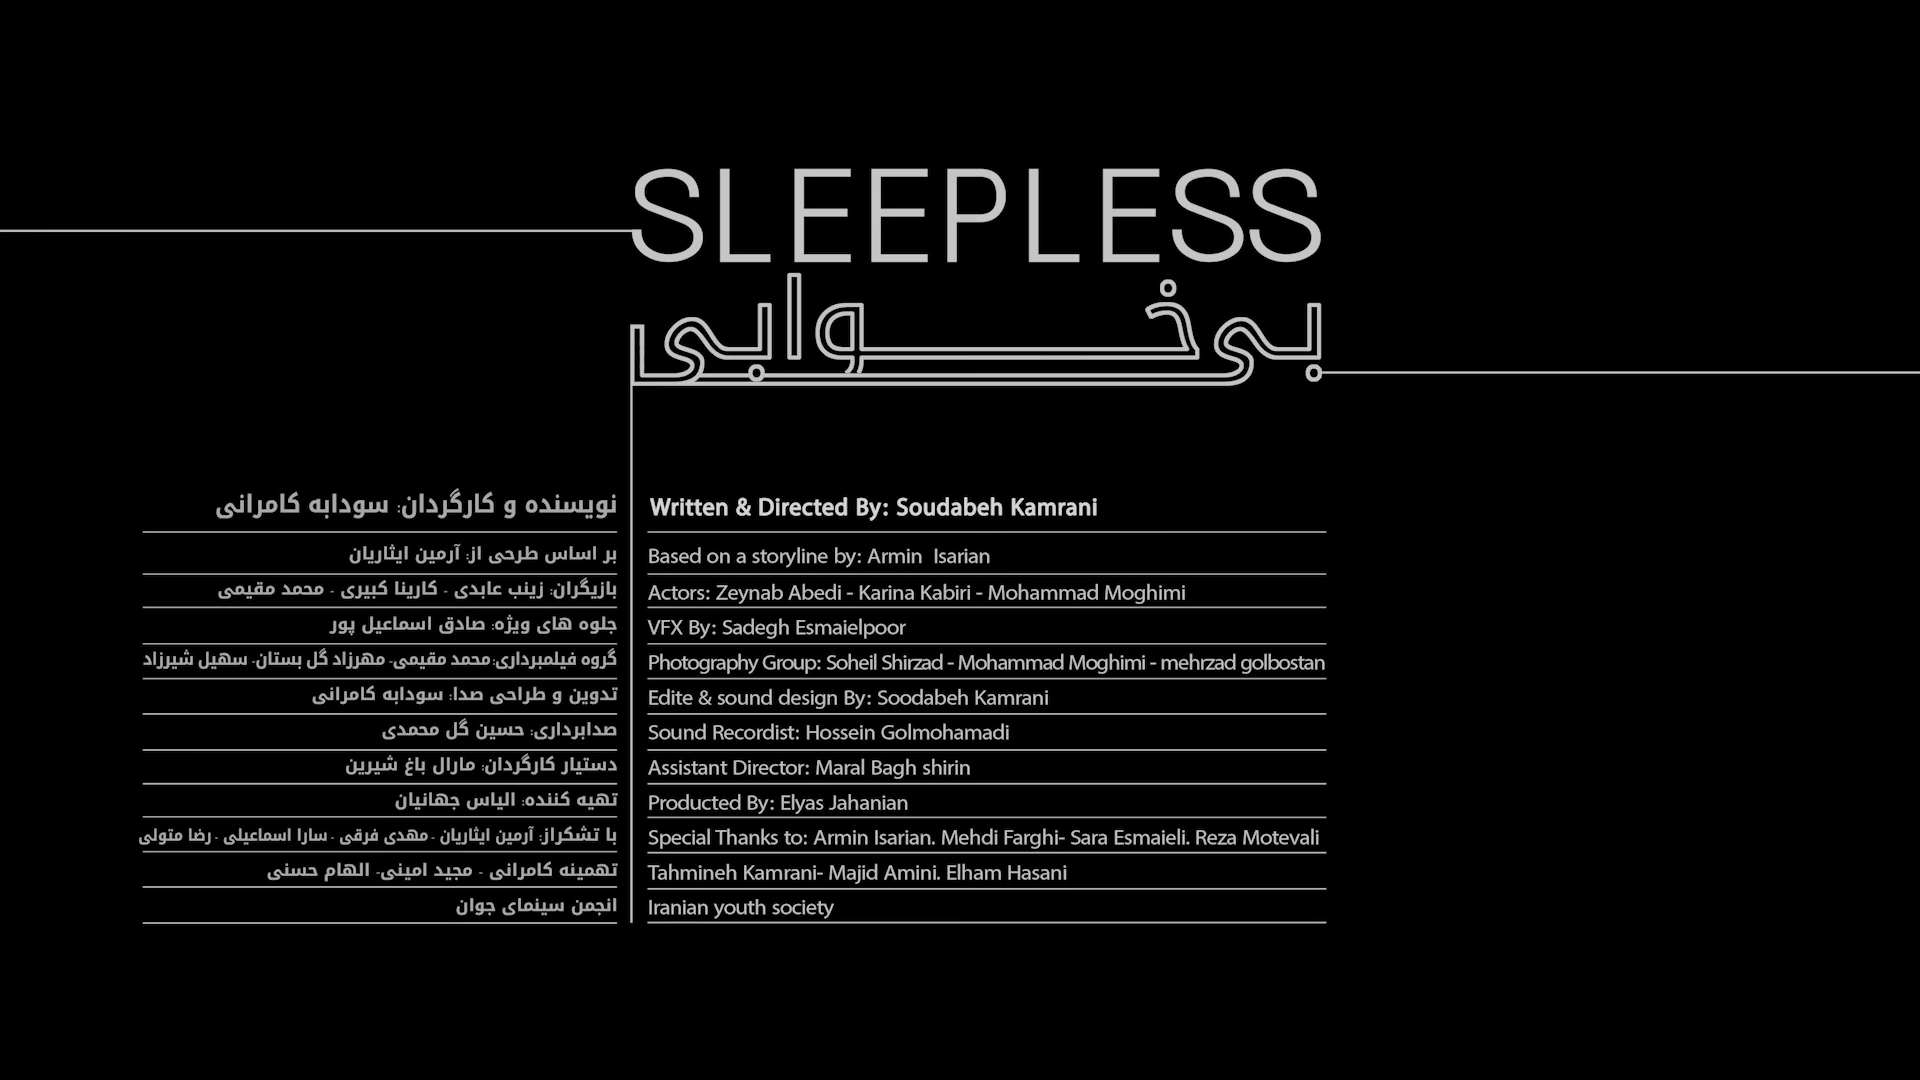 SLEEPLESS
بی‌خوابی
نویسنده و کارگردان: سودابه کامرانی
بر اساس طرحی از: آرمین ایثاریان
بازیگران: زینب عابدی - کارینا کبیری - محمد مقیمی
جلوه های ویژه: صادق اسماعیل پور
گروه فیلمبرداری:محمد مقیمی- مهرزاد گل بستان- سهیل شیرزاد
تدوین و طراحی صدا: سودابه کامرانی
صدابرداری: حسین گل محمدی
دستیار کارگردان: مارال باغ شیرین
تهیه کننده: الیاس جهانیان
با تشکراز: آرمین ایثاریان - مهدی فرقی - سارا اسماعیلی - رضا متولی
تهمینه کامرانی - مجید امینی- الهام حسنی
انجمن سینمای جوان
Written & Directed By: Soudabeh Kamrani
Based on a storyline by: Armin  Isarian
Actors: Zeynab Abedi - Karina Kabiri - Mohammad Moghimi
VFX By: Sadegh Esmaielpoor
Photography Group: Soheil Shirzad - Mohammad Moghimi - mehrzad golbostan
Edite & sound design By: Soodabeh Kamrani
Sound Recordist: Hossein Golmohamadi
Assistant Director: Maral Bagh shirin
Producted By: Elyas Jahanian
Special Thanks to: Armin Isarian. Mehdi Farghi- Sara Esmaieli. Reza Motevali
Tahmineh Kamrani- Majid Amini. Elham Hasani
Iranian youth society